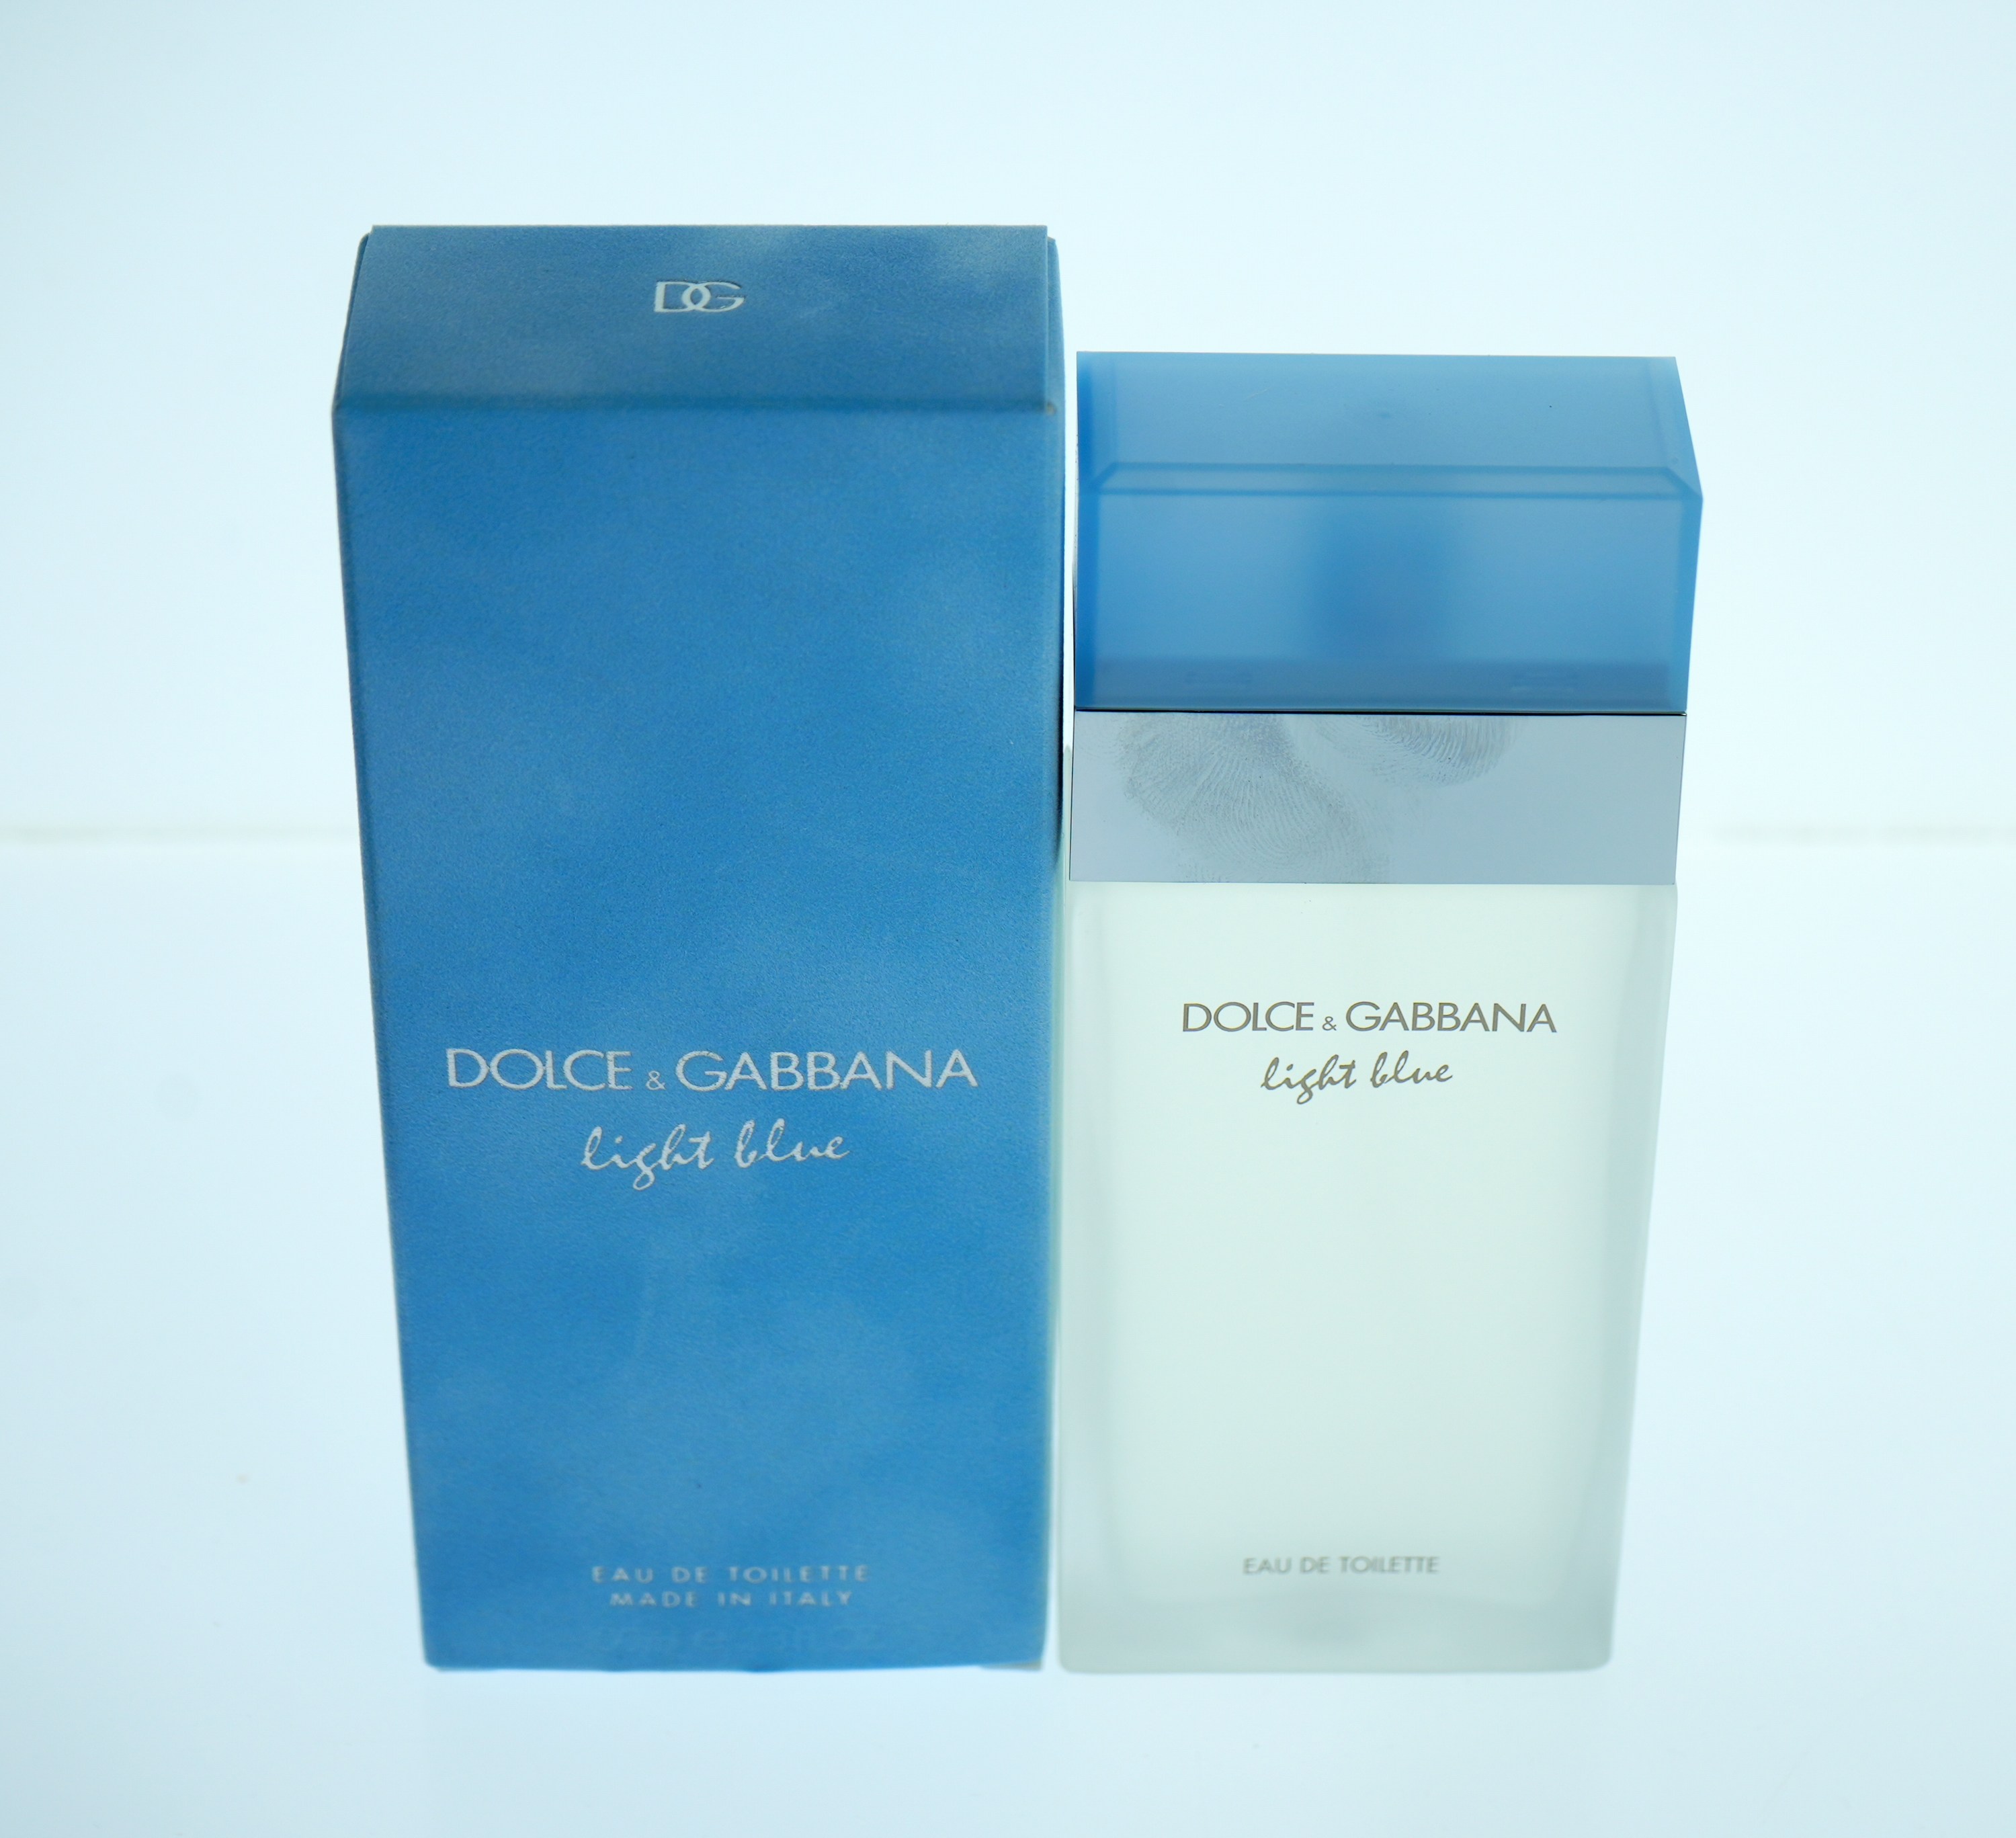 DG
DOLCE & GABBANA
light blue
EAU DE TOILETTE
MADE IN ITALY
DOLCE & GABBANA
light blue
EAU DE TOILETTE